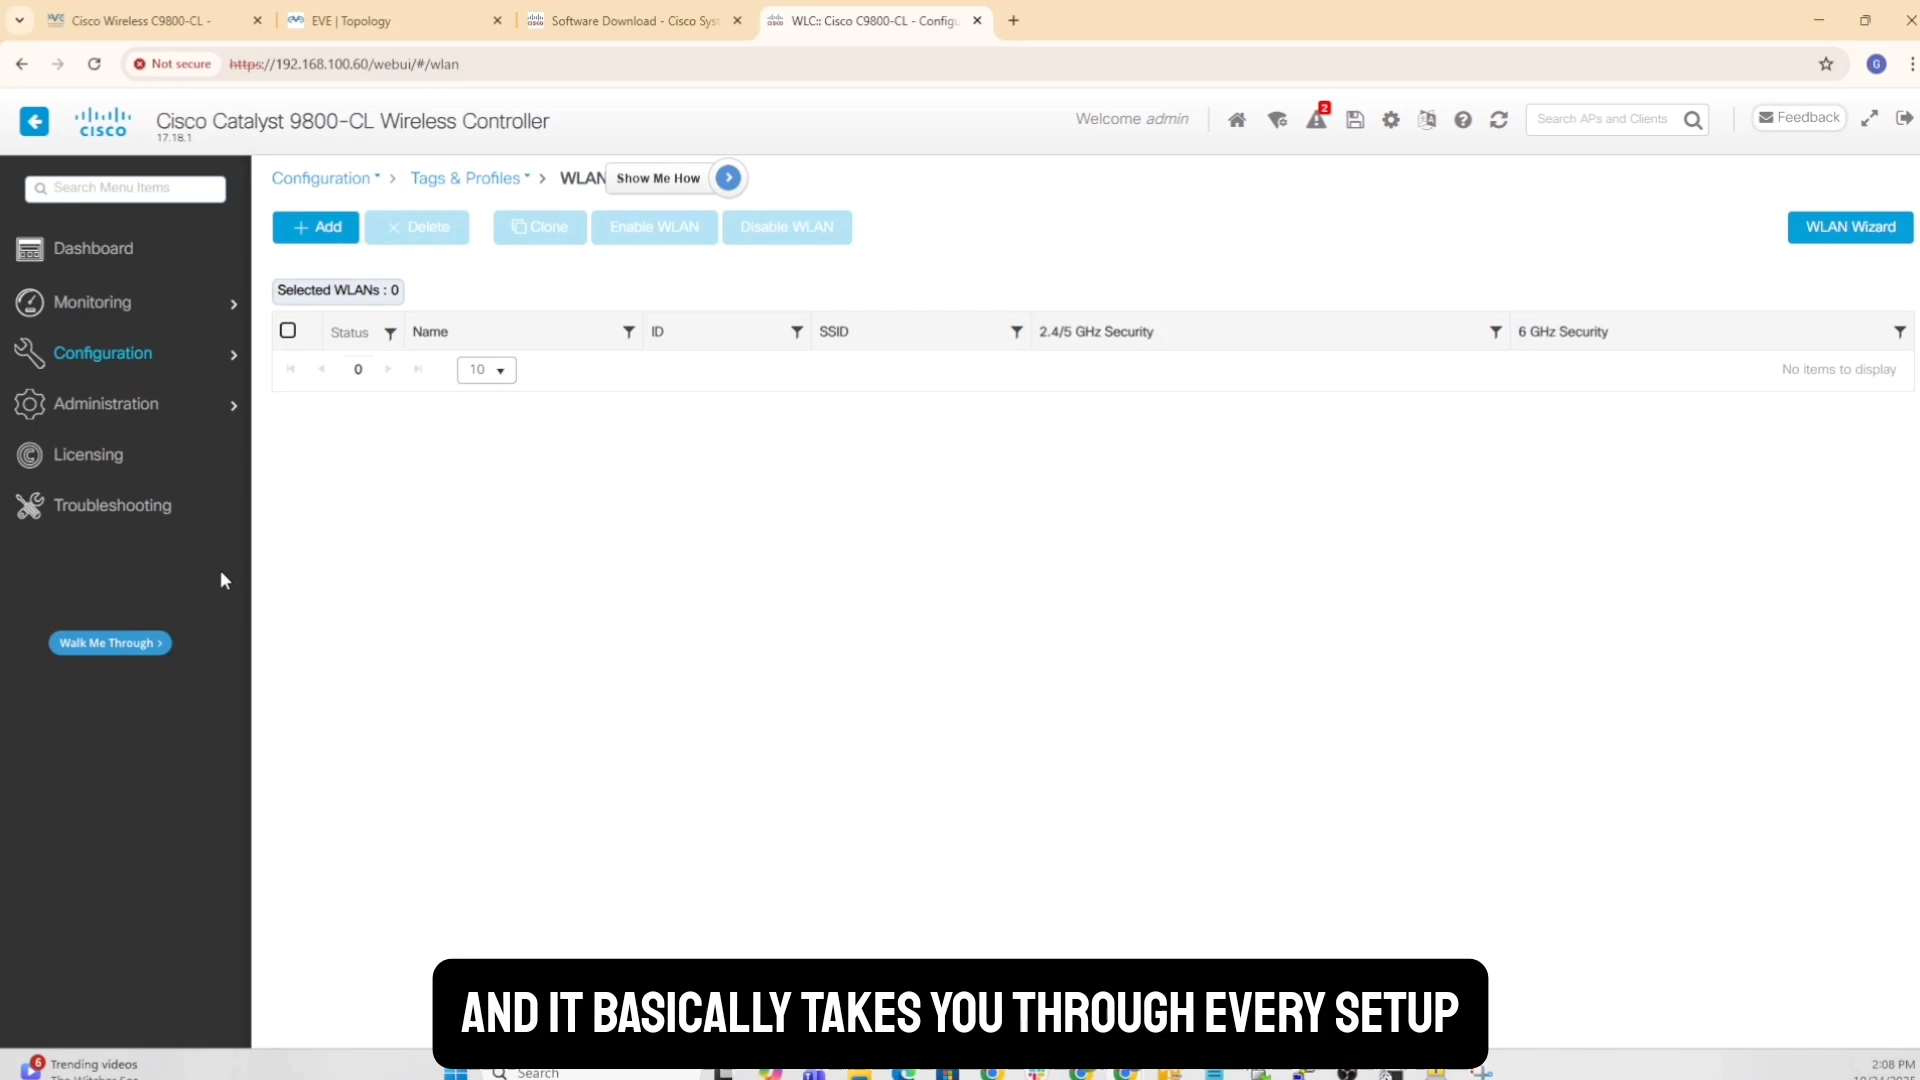 Cisco Wireless C9800-CL -
EVE | Topology
Software Download - Cisco Syst
WLC:: Cisco C9800-CL - Configu
Not secure
https://192.168.100.60/webui/#/wlan
G
CISCO
Cisco Catalyst 9800-CL Wireless Controller
17.18.1
Welcome admin
2
Search APs and Clients
Feedback
Search Menu Items
Dashboard
Monitoring
Configuration
Administration
Licensing
Troubleshooting
Walk Me Through >
Configuration > Tags & Profiles > WLAN
Show Me How
+ Add
× Delete
Clone
Enable WLAN
Disable WLAN
WLAN Wizard
Selected WLANs : 0
Status Name ID SSID 2.4/5 GHz Security 6 GHz Security
0
10
No items to display
AND IT BASICALLY TAKES YOU THROUGH EVERY SETUP
6
Trending videos
Search
2:08 PM